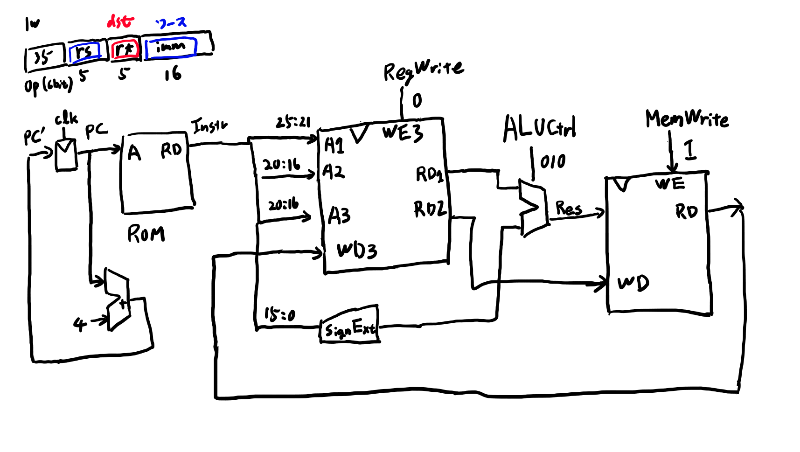 lw
dst
ソース
35 rs rt imm
Op(6bit) 5 5 16
clk
PC'
PC
A RD
ROM
Instr
4
+
RegWrite
0
25:21
20:16
20:16
15:0
A1
WE3
A2
A3
WD3
RD1
RD2
SignExt
ALUCtrl
010
Res
MemWrite
1
WE
RD
WD